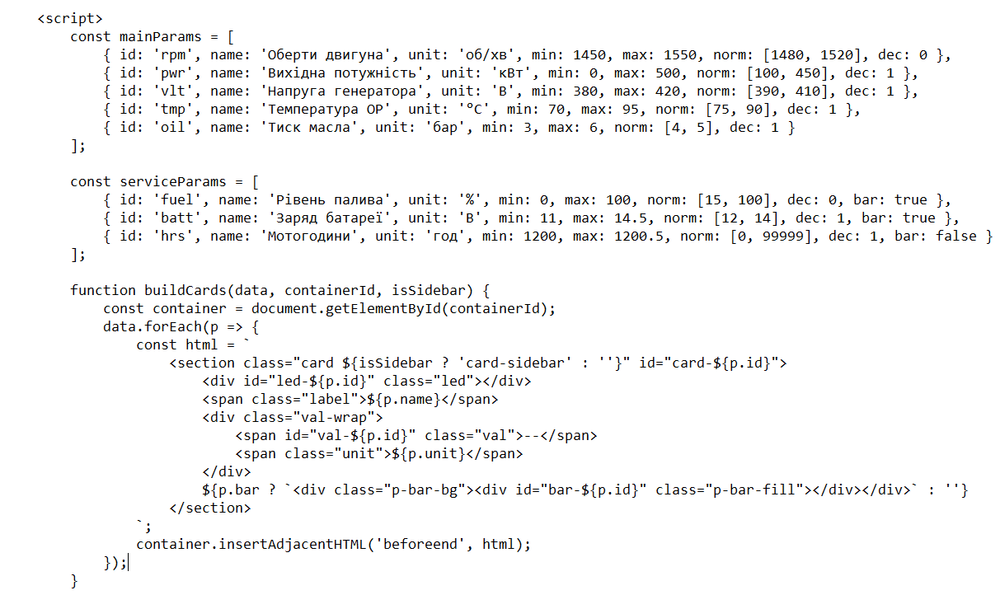 <script>
    const mainParams = [
        { id: 'rpm', name: 'Оберти двигуна', unit: 'об/хв', min: 1450, max: 1550, norm: [1480, 1520], dec: 0 },
        { id: 'pwr', name: 'Вихідна потужність', unit: 'кВт', min: 0, max: 500, norm: [100, 450], dec: 1 },
        { id: 'vlt', name: 'Напруга генератора', unit: 'В', min: 380, max: 420, norm: [390, 410], dec: 1 },
        { id: 'tmp', name: 'Температура ОР', unit: '°C', min: 70, max: 95, norm: [75, 90], dec: 1 },
        { id: 'oil', name: 'Тиск масла', unit: 'бар', min: 3, max: 6, norm: [4, 5], dec: 1 }
    ];

    const serviceParams = [
        { id: 'fuel', name: 'Рівень палива', unit: '%', min: 0, max: 100, norm: [15, 100], dec: 0, bar: true },
        { id: 'batt', name: 'Заряд батареї', unit: 'В', min: 11, max: 14.5, norm: [12, 14], dec: 1, bar: true },
        { id: 'hrs', name: 'Мотогодини', unit: 'год', min: 1200, max: 1200.5, norm: [0, 99999], dec: 1, bar: false }
    ];

    function buildCards(data, containerId, isSidebar) {
        const container = document.getElementById(containerId);
        data.forEach(p => {
            const html = `
                <section class="card ${isSidebar ? 'card-sidebar' : ''}" id="card-${p.id}">
                    <div id="led-${p.id}" class="led"></div>
                    <span class="label">${p.name}</span>
                    <div class="val-wrap">
                        <span id="val-${p.id}" class="val">--</span>
                        <span class="unit">${p.unit}</span>
                    </div>
                    ${p.bar ? `<div class="p-bar-bg"><div id="bar-${p.id}" class="p-bar-fill"></div></div>` : ''}
                </section>
            `;
            container.insertAdjacentHTML('beforeend', html);
        });
    }